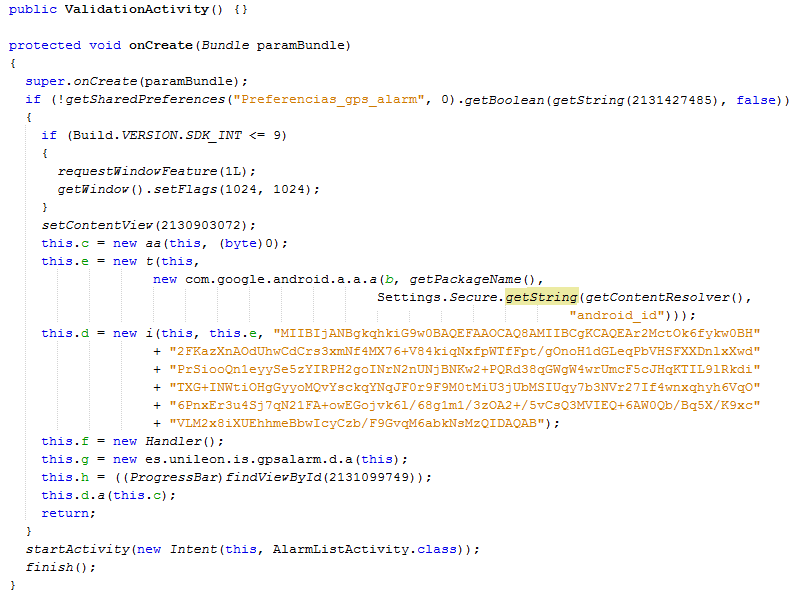 public ValidationActivity() {}
protected void onCreate(Bundle paramBundle)
{
super.onCreate(paramBundle);
if (!getSharedPreferences("Preferencias_gps_alarm", 0).getBoolean(getString(2131427485), false))
{
if (Build.VERSION.SDK_INT <= 9)
{
requestWindowFeature(1L);
getWindow().setFlags(1024, 1024);
}
setContentView(2130903072);
this.c = new aa(this, (byte)0);
this.e = new t(this,
new com.google.android.a.a.a(b, getPackageName(),
Settings.Secure.getString(getContentResolver(),
"android_id")));
this.d = new i(this, this.e, "MIIBIjANBgkqhkiG9w0BAQEFAAOCAQ8AMIIBCgKCAQEAr2MctOk6fykw0BH"
+ "2FKazXnAOdUhwCdCrs3xmNf4MX76+V84kiqNxfpWTfFpt/gOnoH1dGLeqPbVHSFXXDnlxXwd"
+ "PrSiooQn1eyySe5zYIRPH2goINrN2nUNjBNKw2+PQRd38qGWgW4wrUmcF5cJHqKTIL9lRkdi"
+ "TXG+INWtiOHgGyyoMQvYsckqYNqJF0r9F9M0tMiU3jUbMSIUqy7b3NVr27If4wnxqhyh6VqO"
+ "6PnxEr3u4Sj7qN21FA+owEGojvk6l/68g1m1/3zOA2+/5vCsQ3MVIEQ+6AW0Qb/Bq5X/K9xc"
+ "VLM2x8iXUEhhmeBbwIcyCzb/F9GvqM6abkNsMzQIDAQAB");
this.f = new Handler();
this.g = new es.unileon.is.gpsalarm.d.a(this);
this.h = ((ProgressBar)findViewById(2131099749));
this.d.a(this.c);
return;
}
startActivity(new Intent(this, AlarmListActivity.class));
finish();
}